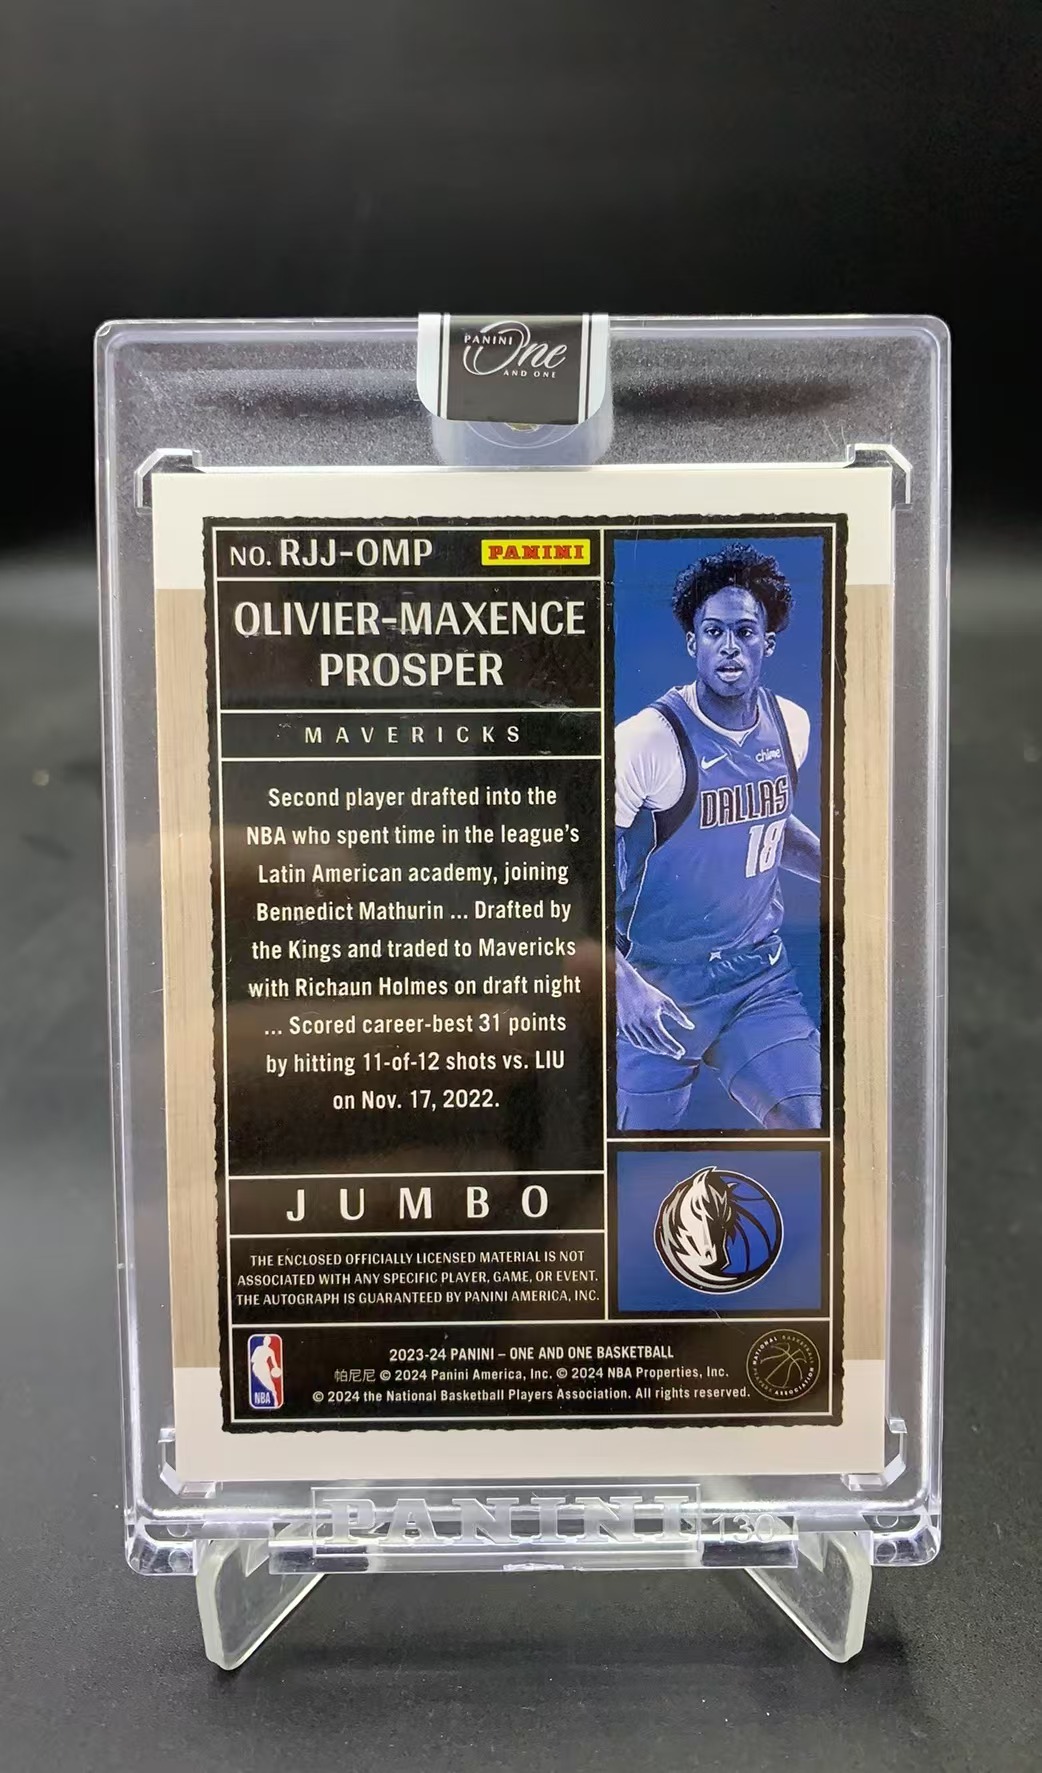 PANINI
One
AND ONE
NO. RJJ-OMP
PANINI
OLIVIER-MAXENCE
PROSPER
MAVERICKS
Second player drafted into the
NBA who spent time in the league's
Latin American academy, joining
Bennedict Mathurin ... Drafted by
the Kings and traded to Mavericks
with Richaun Holmes on draft night
... Scored career-best 31 points
by hitting 11-of-12 shots vs. LIU
on Nov. 17, 2022.
chime
DALLAS
18
JUMBO
THE ENCLOSED OFFICIALLY LICENSED MATERIAL IS NOT
ASSOCIATED WITH ANY SPECIFIC PLAYER, GAME, OR EVENT.
THE AUTOGRAPH IS GUARANTEED BY PANINI AMERICA, INC.
NBA
2023-24 PANINI – ONE AND ONE BASKETBALL
帕尼尼 © 2024 Panini America, Inc. © 2024 NBA Properties, Inc.
© 2024 the National Basketball Players Association. All rights reserved.
NATIONAL BASKETBALL
PLAYERS ASSOCIATION
PANINI 130